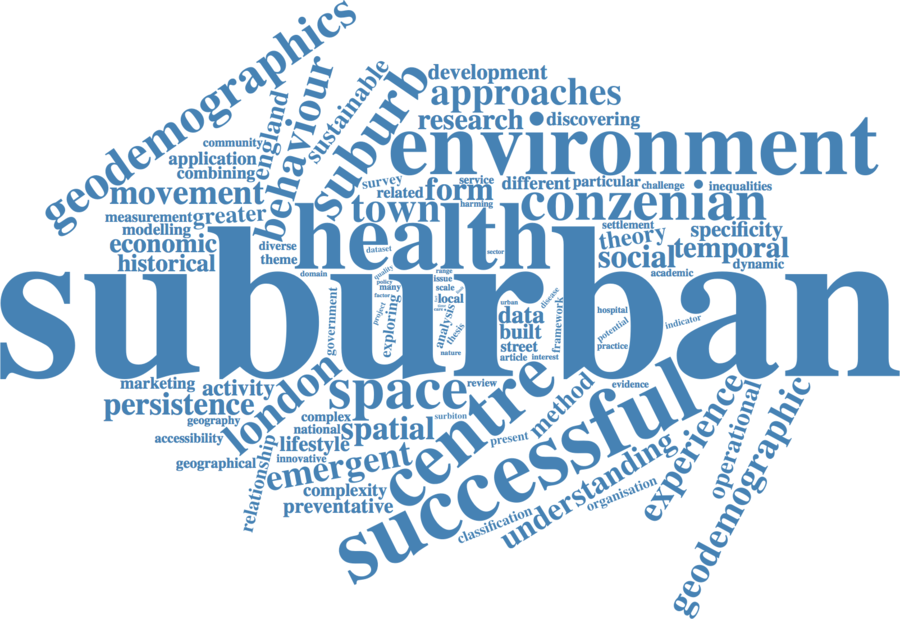 geodemographics
behaviour
england
sustainable
suburb
development
approaches
research
discovering
environment
community
application
combining
movement
measurement
greater
modelling
economic
historical
diverse
theme
survey
related
service
form
harming
town
different
particular
challenge
inequalities
conzenian
settlement
theory
social
specificity
temporal
dynamic
academic
health
dataset
sector
suburban
domain
quality
policy
many
factor
project
exploring
government
range
issue
scale
local
care
analysis
thesis
nature
urban
data
built
street
article
interest
disease
framework
hospital
potential
practice
indicator
marketing
activity
persistence
geography
accessibility
geographical
london
relationship
space
review
complex
surbiton
national
spatial
lifestyle
innovative
emergent
complexity
preventative
centre
present
method
evidence
successful
classification
understanding
organisation
experience
operational
geodemographic